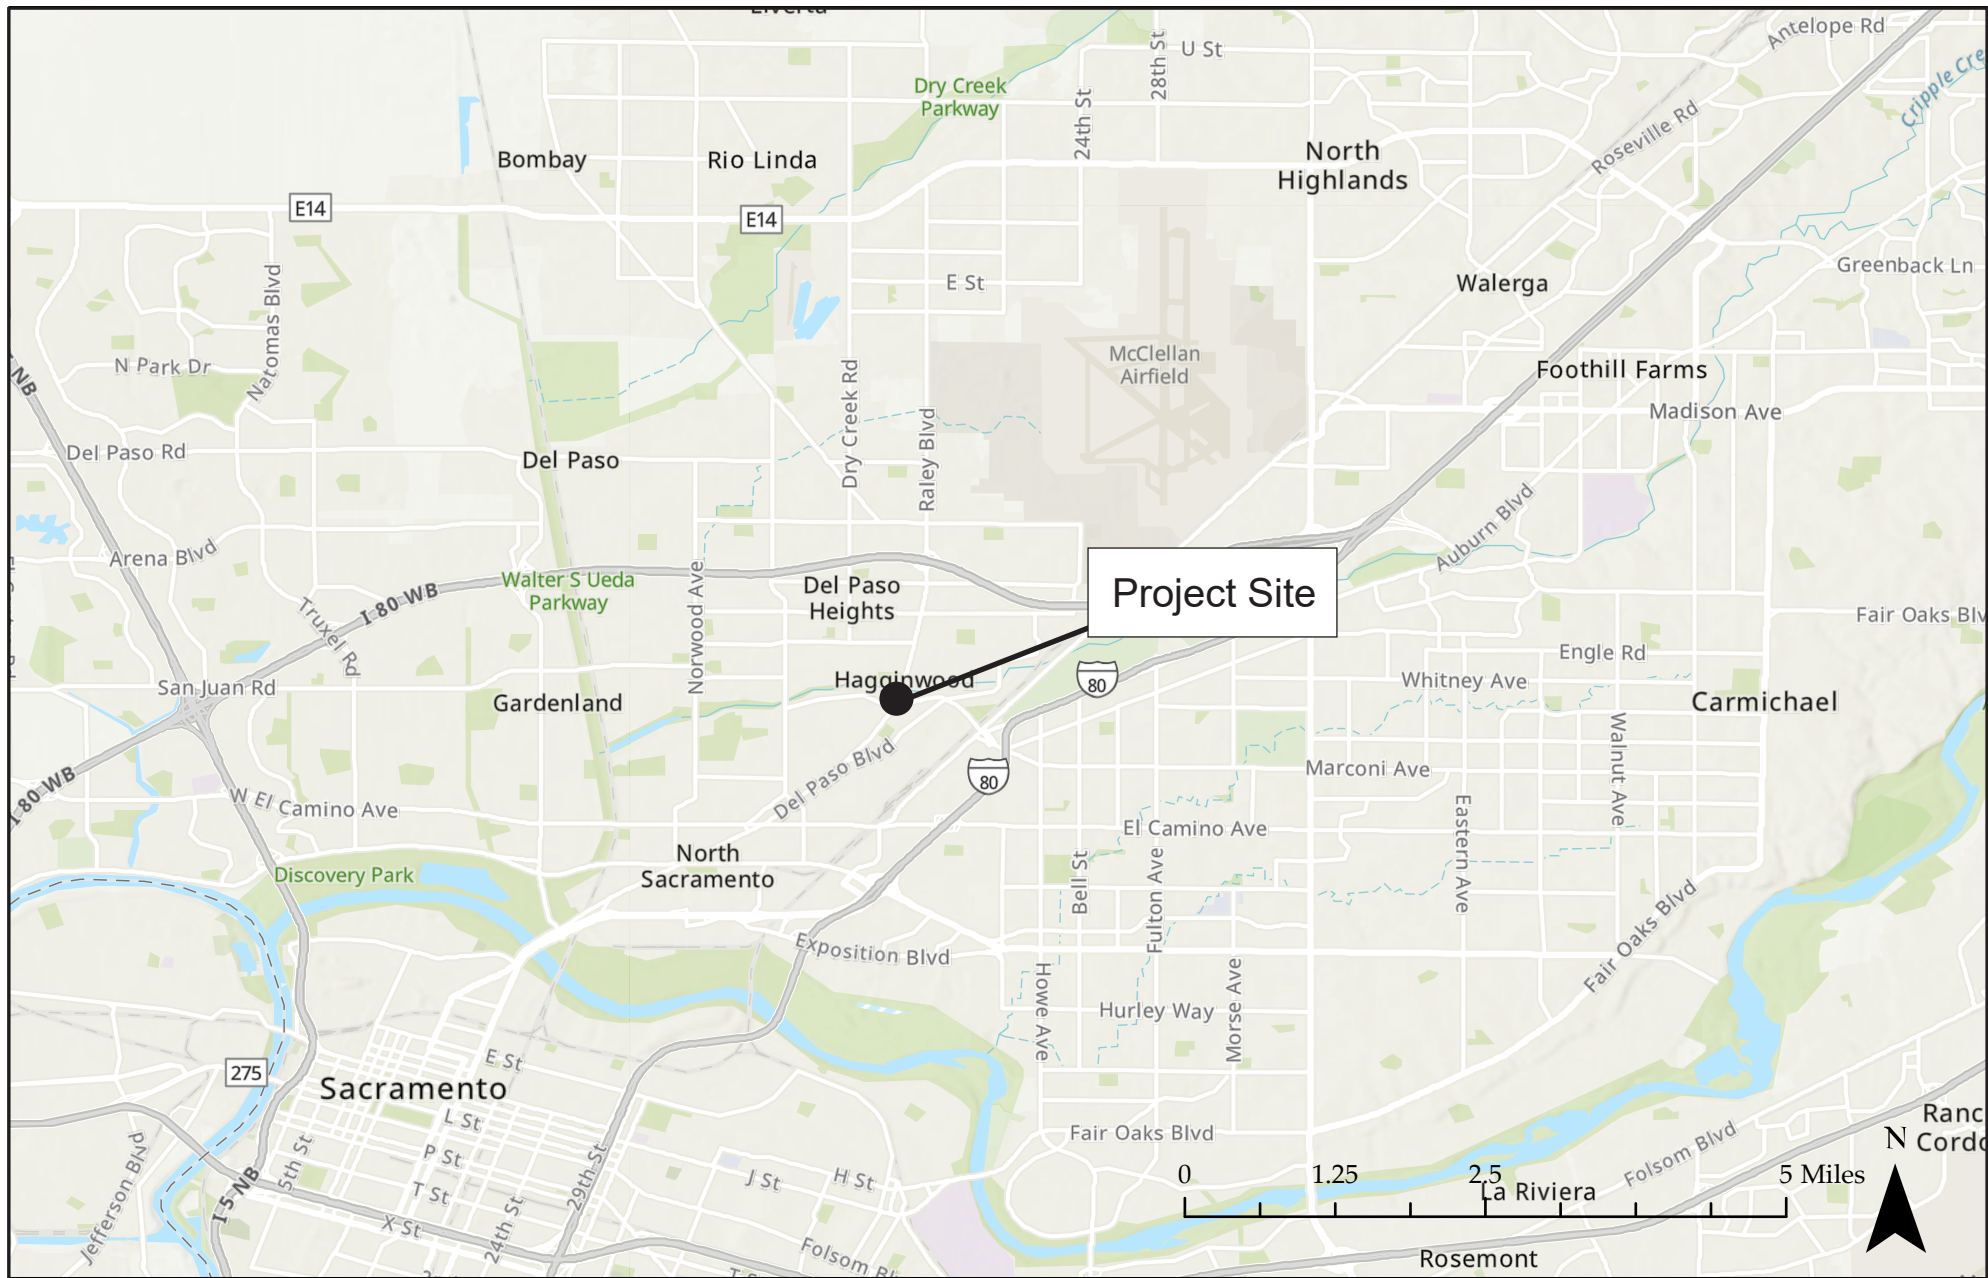 Elverta
Antelope Rd
28th St
U St
Dry Creek
Parkway
24th St
Cripple Cre
Roseville Rd
Bombay
Rio Linda
North
Highlands
E14
E14
Natomas Blvd
E St
Walerga
Greenback Ln
McClellan
Airfield
N Park Dr
NB
Foothill Farms
Dry Creek Rd
Raley Blvd
Madison Ave
Del Paso Rd
Del Paso
Auburn Blvd
Arena Blvd
Walter S Ueda
Parkway
Norwood Ave
Del Paso
Heights
Project Site
I 80 WB
Truxel Rd
Fair Oaks Blv
Engle Rd
Hagginwood
80
Whitney Ave
San Juan Rd
Gardenland
Carmichael
Walnut Ave
Del Paso Blvd
80
Marconi Ave
I 80 WB
W El Camino Ave
El Camino Ave
Eastern Ave
North
Sacramento
Discovery Park
Bell St
Fulton Ave
Fair Oaks Blvd
Exposition Blvd
Howe Ave
Morse Ave
Hurley Way
275
E St
Sacramento
L St
Fair Oaks Blvd
Ranc
Cordo
N
Jefferson Blvd
5th St
P St
29th St
J St
H St
Folsom Blvd
0
1.25
2.5
5 Miles
T St
La Riviera
I 5 NB
X St
24th St
Folsom Bl
Rosemont